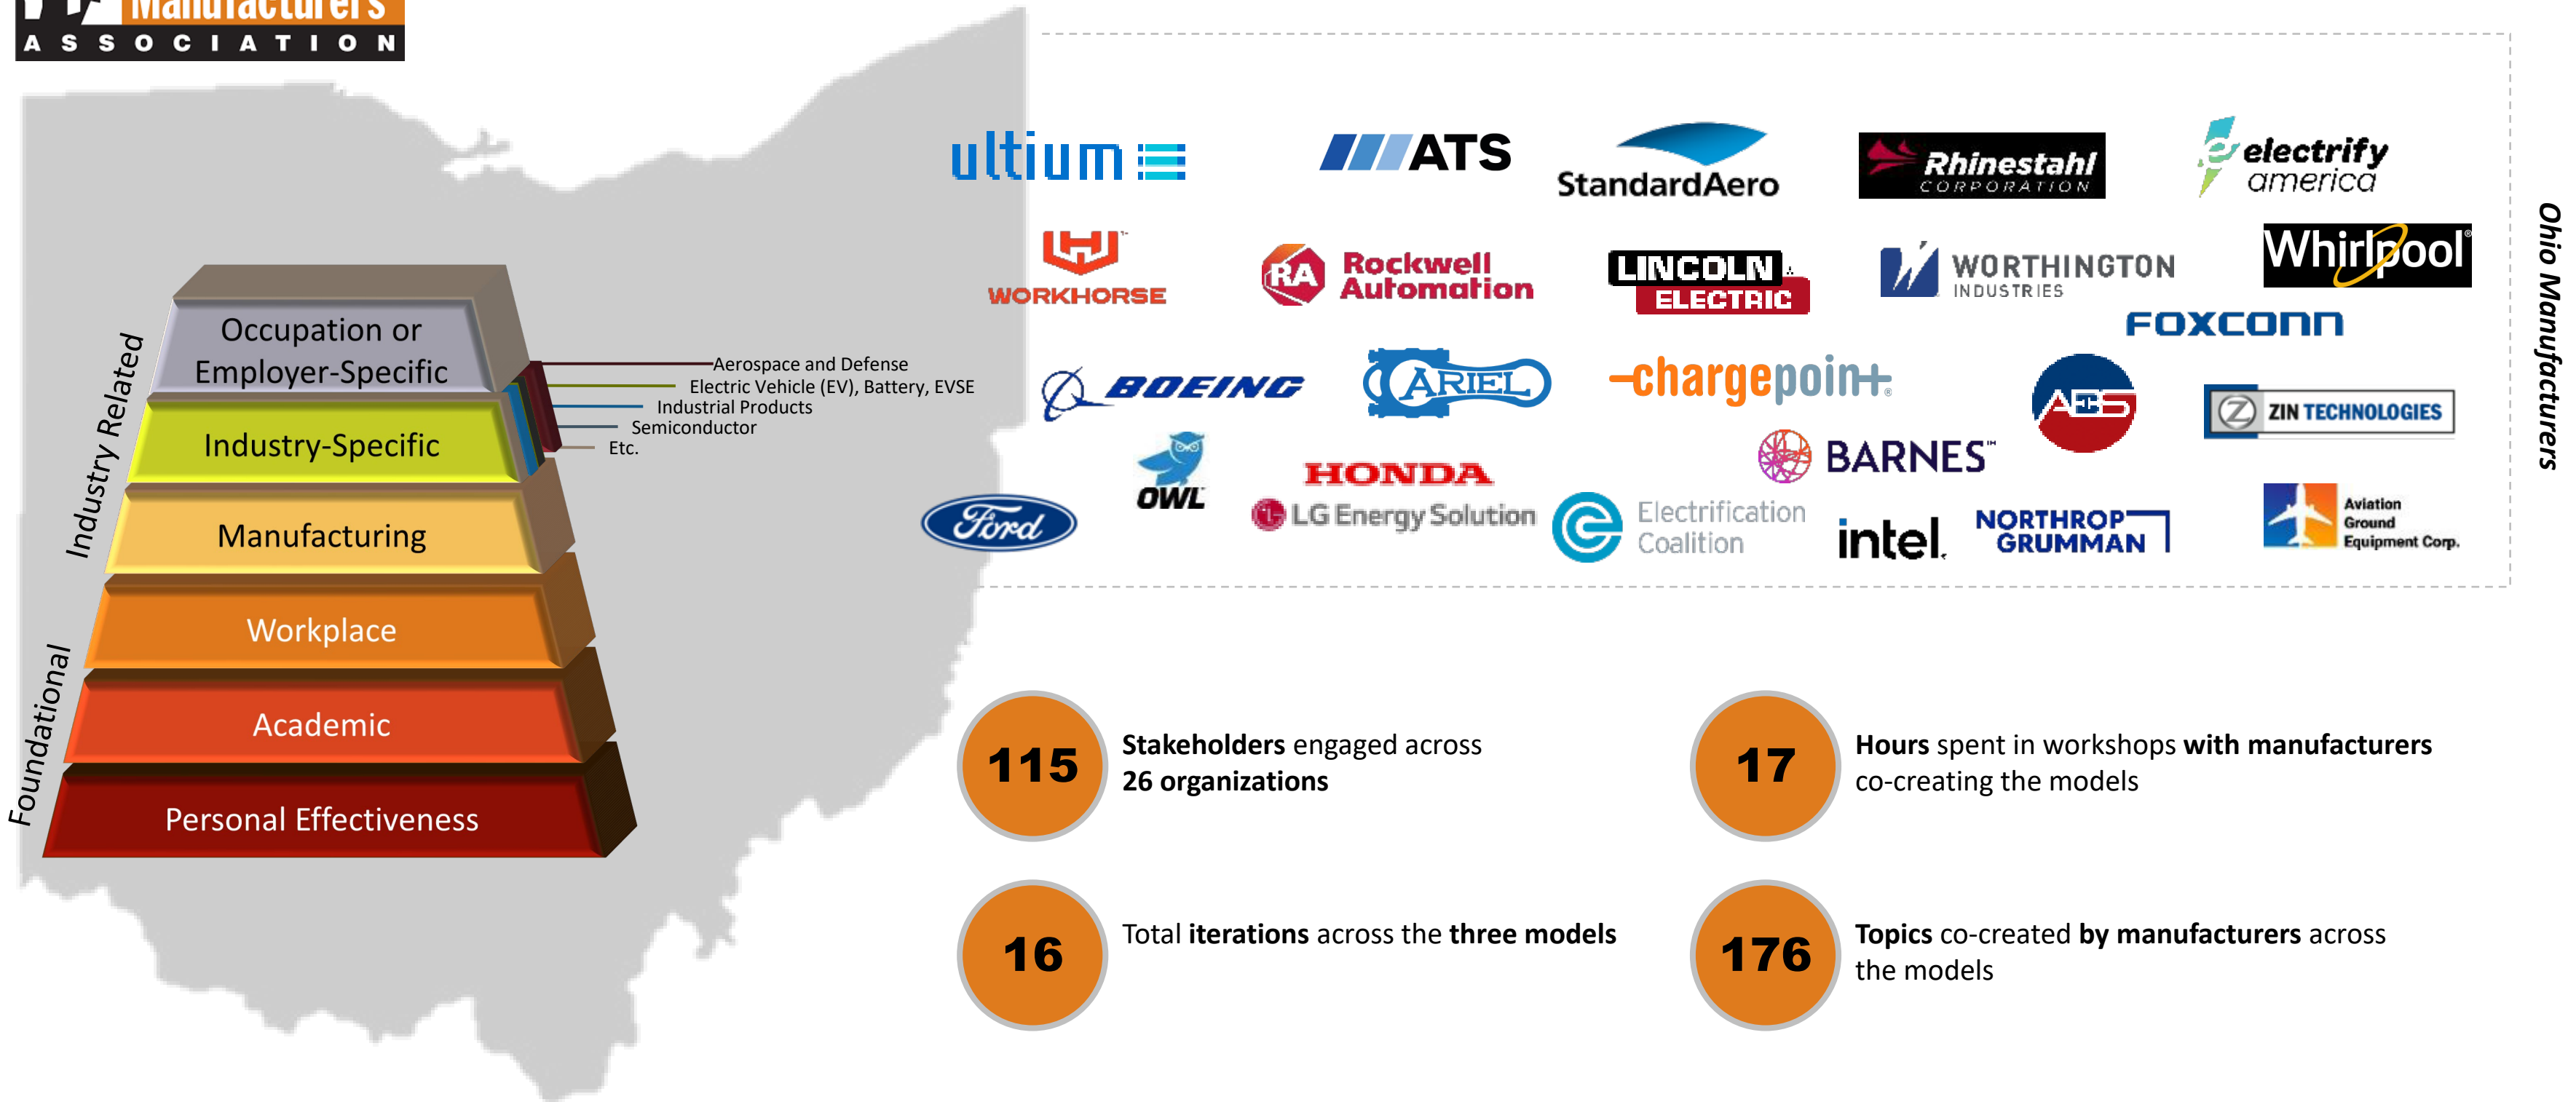 Manufacturers
ASSOCIATION
ultium
ATS
StandardAero
Rhinestahl
CORPORATION
electrify
america
WORKHORSE
RA Rockwell
Automation
LINCOLN
ELECTRIC
WORTHINGTON
INDUSTRIES
Whirlpool®
FOXCONN
BOEING
ARIEL
chargepoin+®
ABS
Z ZIN TECHNOLOGIES
OWL
HONDA
LG Energy Solution
BARNES™
Ford
Electrification
Coalition
intel.
NORTHROP
GRUMMAN
Aviation
Ground
Equipment Corp.
Ohio Manufacturers
Industry Related
Foundational
Occupation or
Employer-Specific
Industry-Specific
Manufacturing
Workplace
Academic
Personal Effectiveness
Aerospace and Defense
Electric Vehicle (EV), Battery, EVSE
Industrial Products
Semiconductor
Etc.
115
Stakeholders engaged across
26 organizations
17
Hours spent in workshops with manufacturers
co-creating the models
16
Total iterations across the three models
176
Topics co-created by manufacturers across
the models